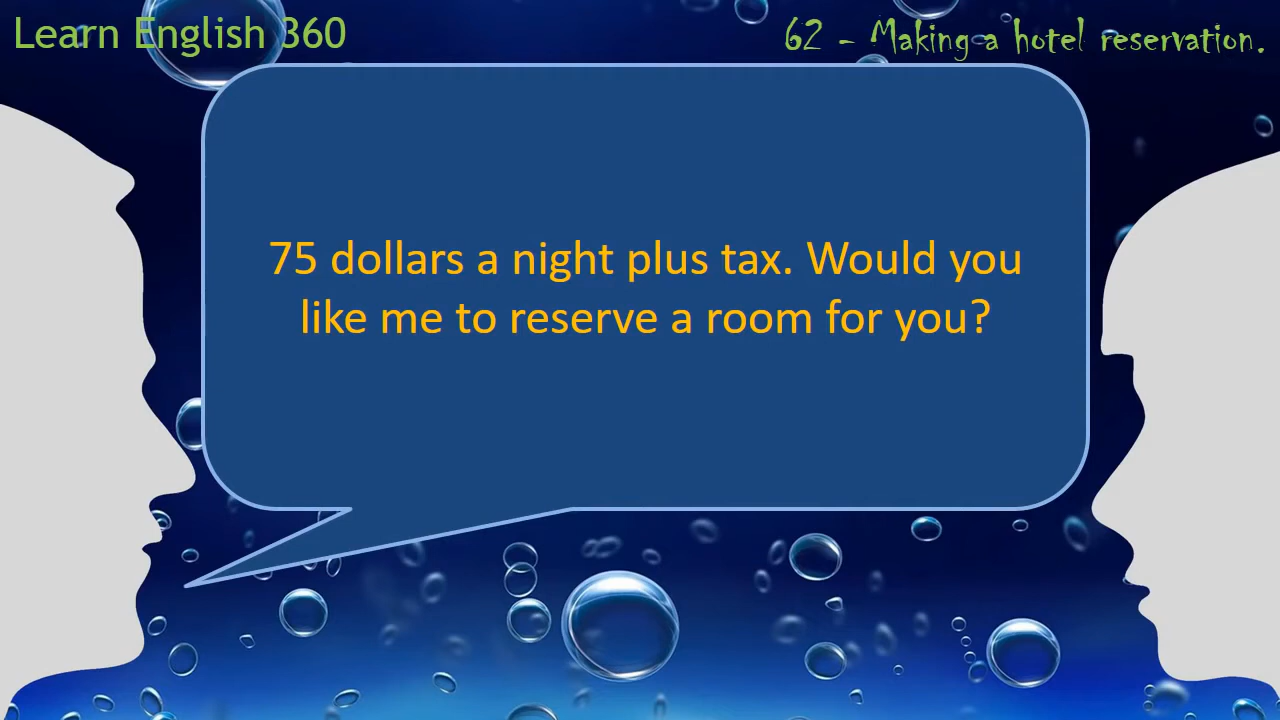 Learn English 360
62 - Making a hotel reservation.
75 dollars a night plus tax. Would you
like me to reserve a room for you?